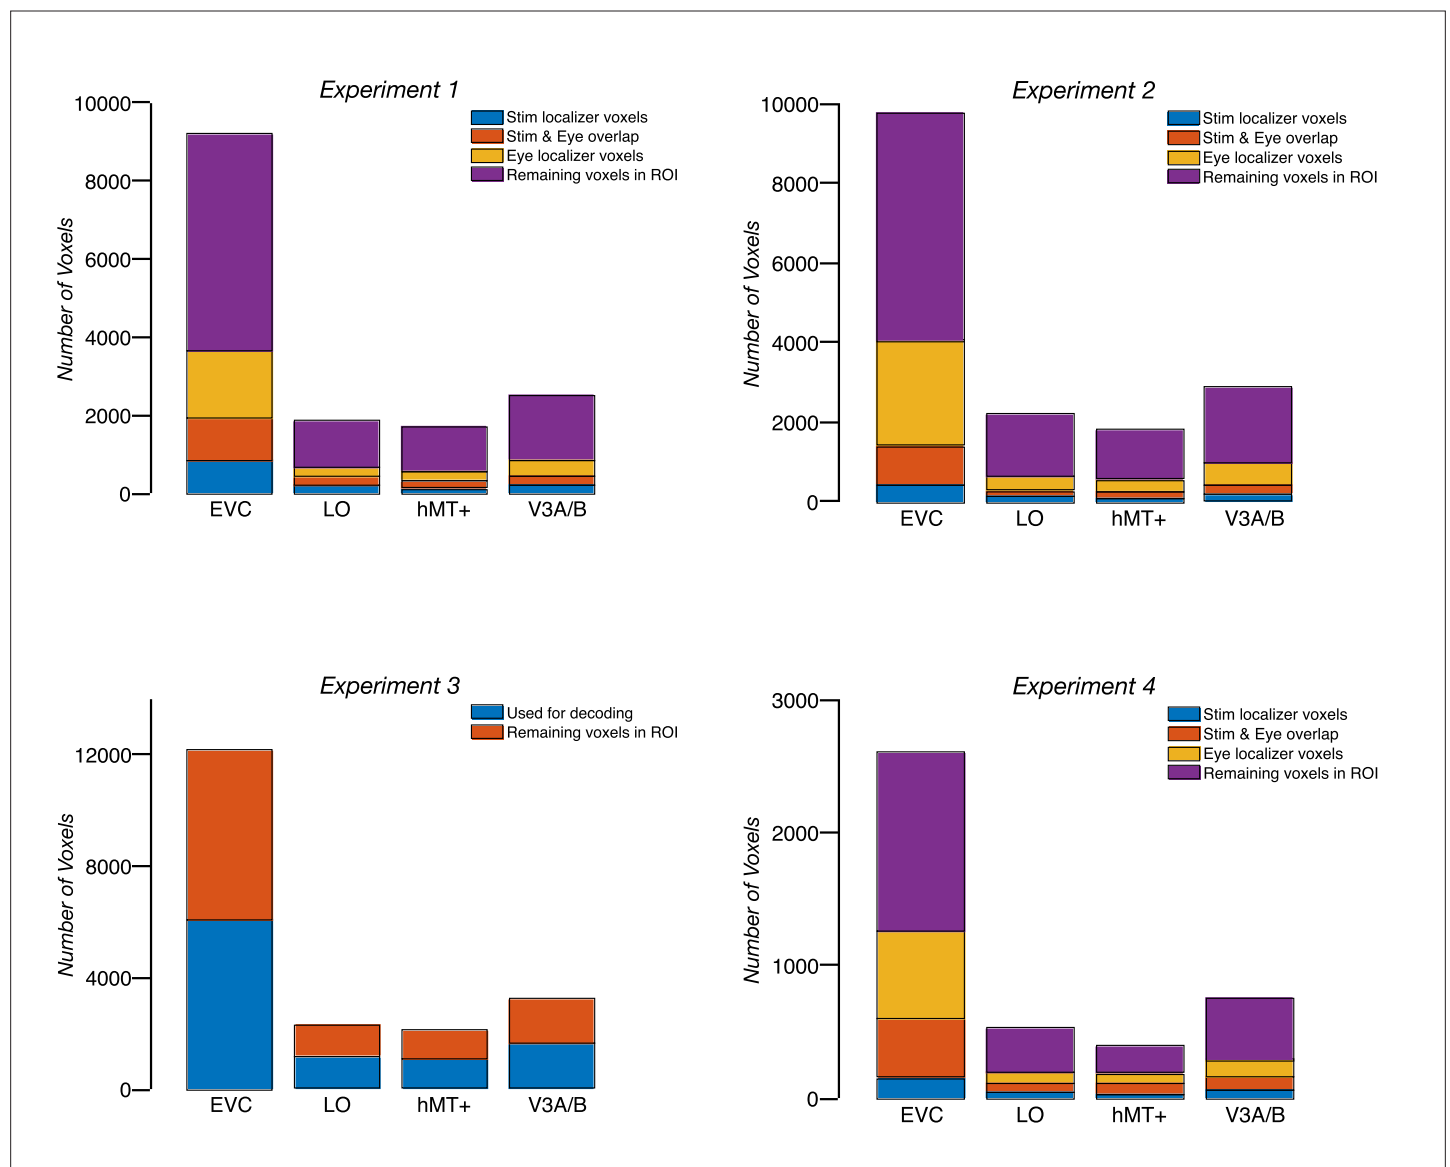 Experiment 1
10000
8000
6000
4000
2000
0
Number of Voxels
Stim localizer voxels
Stim & Eye overlap
Eye localizer voxels
Remaining voxels in ROI
EVC LO hMT+ V3A/B
Experiment 2
10000
8000
6000
4000
2000
0
Number of Voxels
Stim localizer voxels
Stim & Eye overlap
Eye localizer voxels
Remaining voxels in ROI
EVC LO hMT+ V3A/B
Experiment 3
12000
8000
4000
0
Number of Voxels
Used for decoding
Remaining voxels in ROI
EVC LO hMT+ V3A/B
Experiment 4
3000
2000
1000
0
Number of Voxels
Stim localizer voxels
Stim & Eye overlap
Eye localizer voxels
Remaining voxels in ROI
EVC LO hMT+ V3A/B